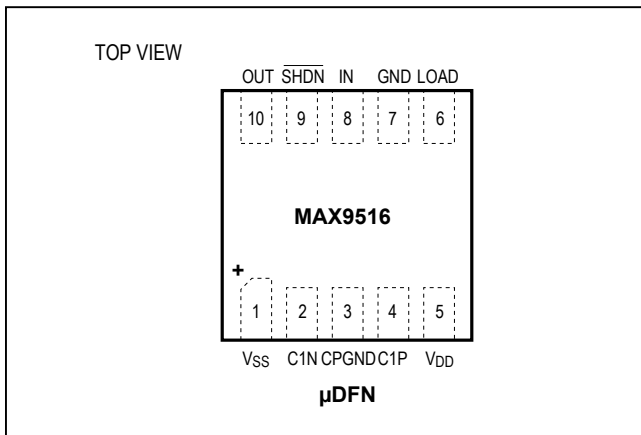 TOP VIEW
OUT SHDN IN GND LOAD
10 9 8 7 6
MAX9516
+
1 2 3 4 5
VSS C1N CPGND C1P VDD
µDFN